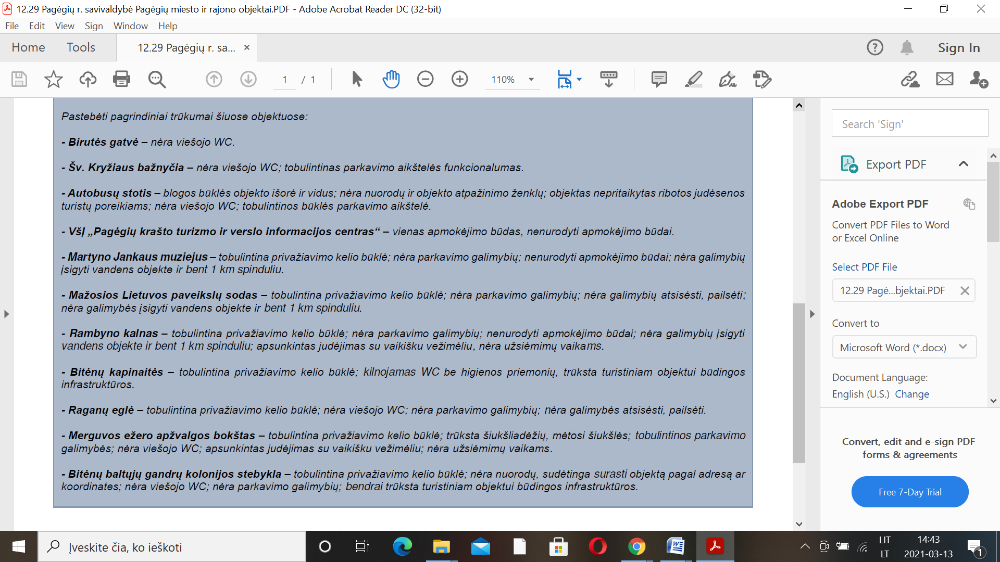 12.29 Pagėgių r. savivaldybė Pagėgių miesto ir rajono objektai.PDF - Adobe Acrobat Reader DC (32-bit)
File Edit View Sign Window Help
Home Tools 12.29 Pagėgių r. sa... × Sign In
1 / 1 110%
Pastebėti pagrindiniai trūkumai šiuose objektuose:
- Birutės gatvė – nėra viešojo WC.
- Šv. Kryžiaus bažnyčia – nėra viešojo WC; tobulintinas parkavimo aikštelės funkcionalumas.
- Autobusų stotis – blogos būklės objekto išorė ir vidus; nėra nuorodų ir objekto atpažinimo ženklų; objektas nepritaikytas ribotos judėsenos
turistų poreikiams; nėra viešojo WC; tobulintinos būklės parkavimo aikštelė.
- VšĮ „Pagėgių krašto turizmo ir verslo informacijos centras“ – vienas apmokėjimo būdas, nenurodyti apmokėjimo būdai.
- Martyno Jankaus muziejus – tobulintina privažiavimo kelio būklė; nėra parkavimo galimybių; nenurodyti apmokėjimo būdai; nėra galimybių
įsigyti vandens objekte ir bent 1 km spinduliu.
- Mažosios Lietuvos paveikslų sodas – tobulintina privažiavimo kelio būklė; nėra parkavimo galimybių; nėra galimybių atsisėsti, pailsėti;
nėra galimybės įsigyti vandens objekte ir bent 1 km spinduliu.
- Rambyno kalnas – tobulintina privažiavimo kelio būklė; nėra parkavimo galimybių; nenurodyti apmokėjimo būdai; nėra galimybių įsigyti
vandens objekte ir bent 1 km spinduliu; apsunkintas judėjimas su vaikišku vežimėliu, nėra užsiėmimų vaikams.
- Bitėnų kapinaitės – tobulintina privažiavimo kelio būklė; kilnojamas WC be higienos priemonių, trūksta turistiniam objektui būdingos
infrastruktūros.
- Raganų eglė – tobulintina privažiavimo kelio būklė; nėra viešojo WC; nėra parkavimo galimybių; nėra galimybės atsisėsti, pailsėti.
- Merguvos ežero apžvalgos bokštas – tobulintina privažiavimo kelio būklė; trūksta šiukšliadėžių, mėtosi šiukšlės; tobulintinos parkavimo
galimybės; nėra viešojo WC; apsunkintas judėjimas su vaikišku vežimėliu; nėra užsiėmimų vaikams.
- Bitėnų baltųjų gandrų kolonijos stebykla – tobulintina privažiavimo kelio būklė; nėra nuorodų, sudėtinga surasti objektą pagal adresą ar
koordinates; nėra viešojo WC; nėra parkavimo galimybių; bendrai trūksta turistiniam objektui būdingos infrastruktūros.
Search 'Sign'
Export PDF
Adobe Export PDF
Convert PDF Files to Word
or Excel Online
Select PDF File
12.29 Pagė...bjektai.PDF
Convert to
Microsoft Word (*.docx)
Document Language:
English (U.S.) Change
Convert, edit and e-sign PDF
forms & agreements
Free 7-Day Trial
Įveskite čia, ko ieškoti
LIT
LT
14:43
2021-03-13
1